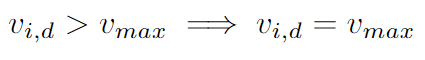 v_{i,d} > v_{max} ⟹ v_{i,d} = v_{max}